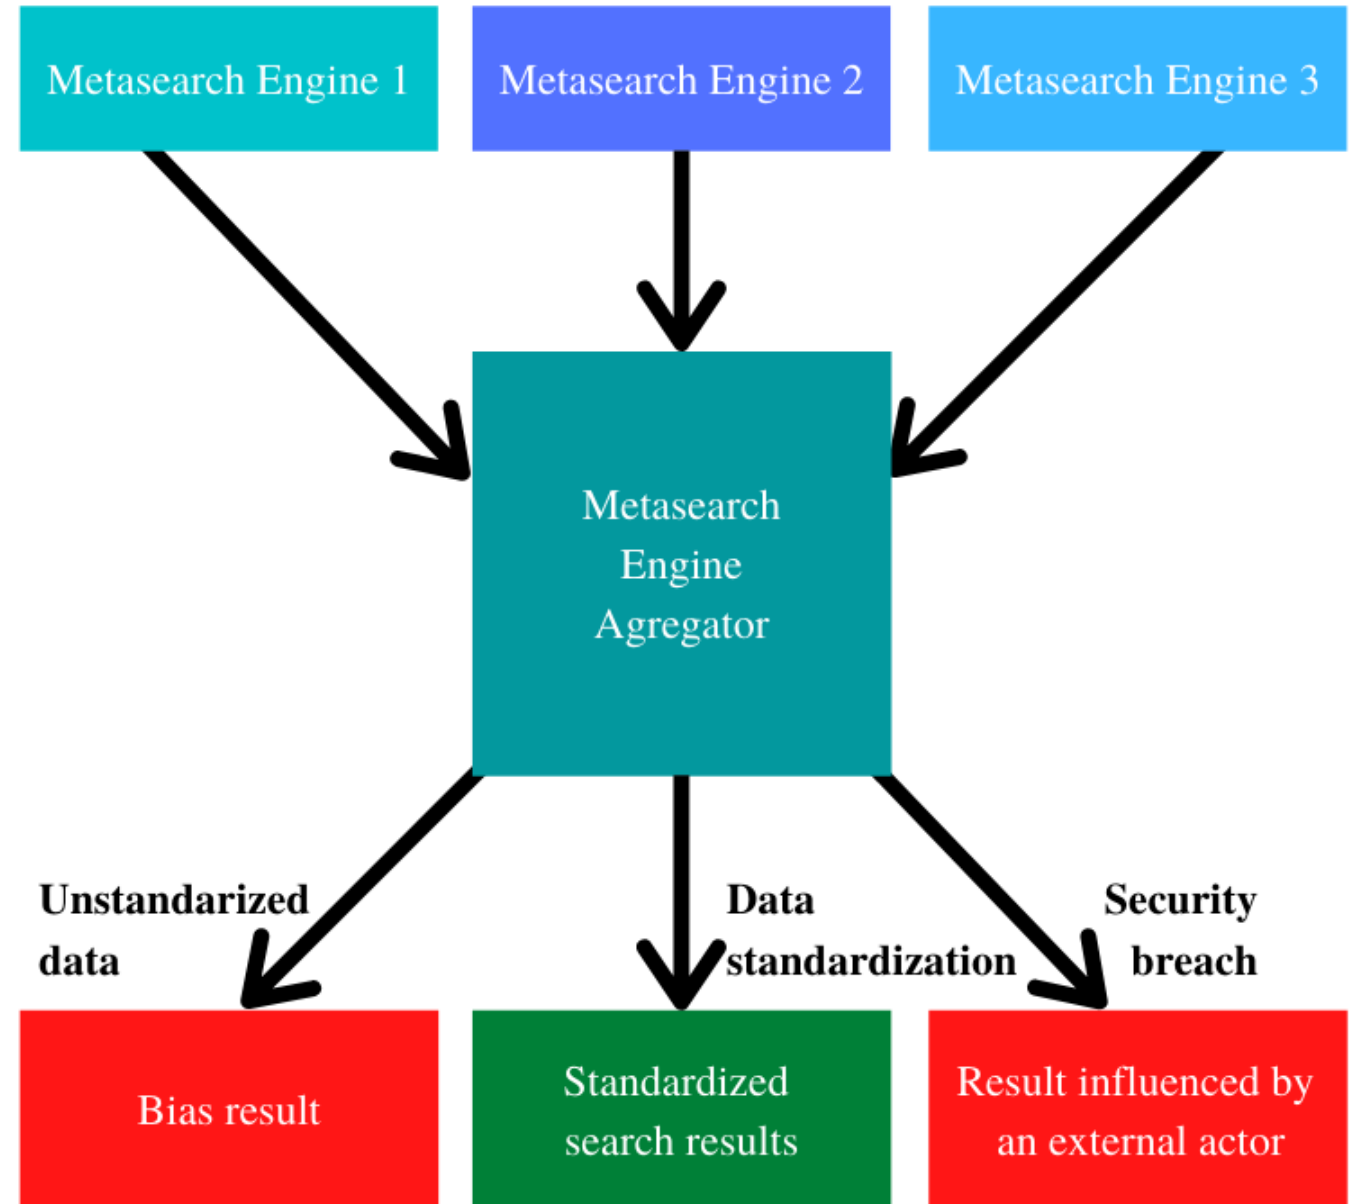 Metasearch Engine 1
Metasearch Engine 2
Metasearch Engine 3
Metasearch
Engine
Agregator
Unstandarized
data
Data
standardization
Security
breach
Bias result
Standardized
search results
Result influenced by
an external actor